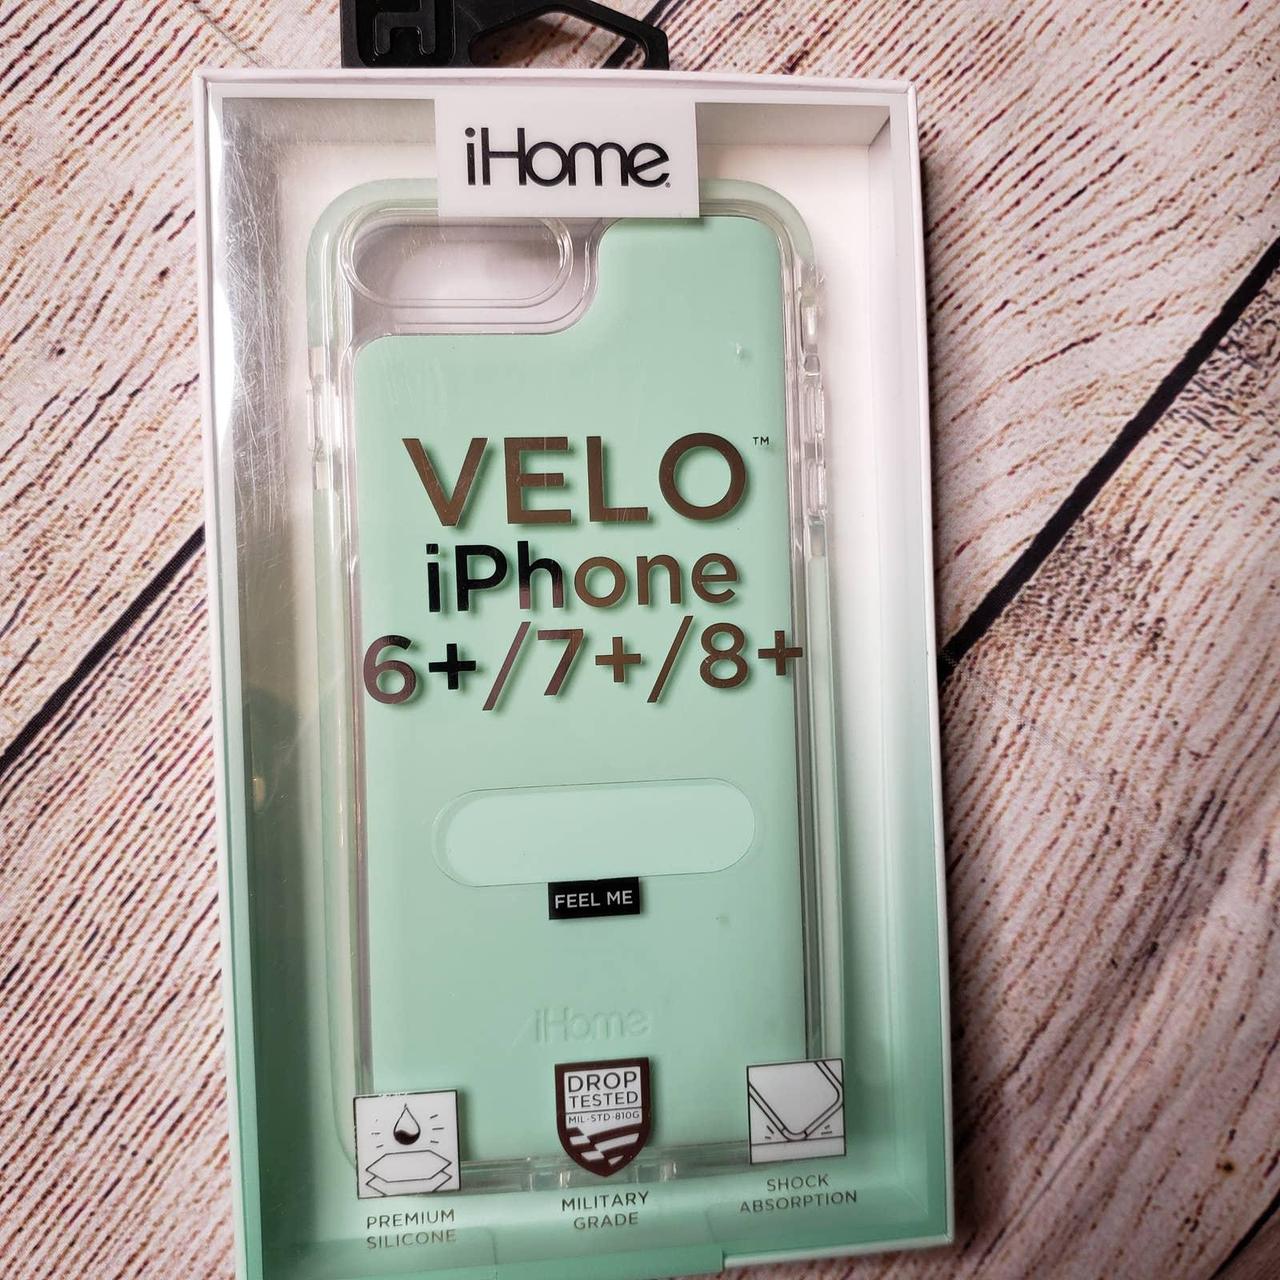 iHome
VELO™
iPhone
6+/7+/8+
FEEL ME
iHome
DROP
TESTED
MIL-STD-810G
PREMIUM
SILICONE
MILITARY
GRADE
SHOCK
ABSORPTION